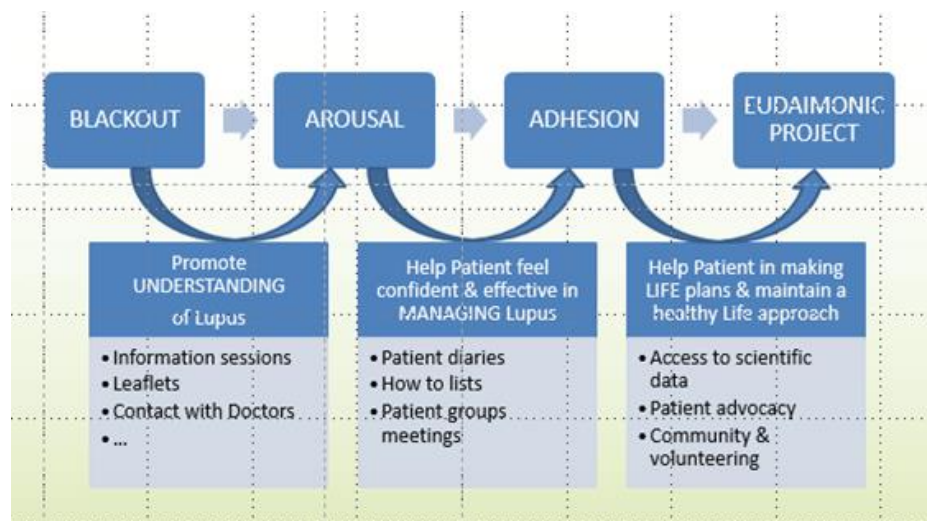 BLACKOUT
AROUSAL
ADHESION
EUDAIMONIC
PROJECT
Promote
UNDERSTANDING
of Lupus
• Information sessions
• Leaflets
• Contact with Doctors
• ...
Help Patient feel
confident & effective in
MANAGING Lupus
• Patient diaries
• How to lists
• Patient groups
meetings
Help Patient in making
LIFE plans & maintain a
healthy Life approach
• Access to scientific
data
• Patient advocacy
• Community &
volunteering